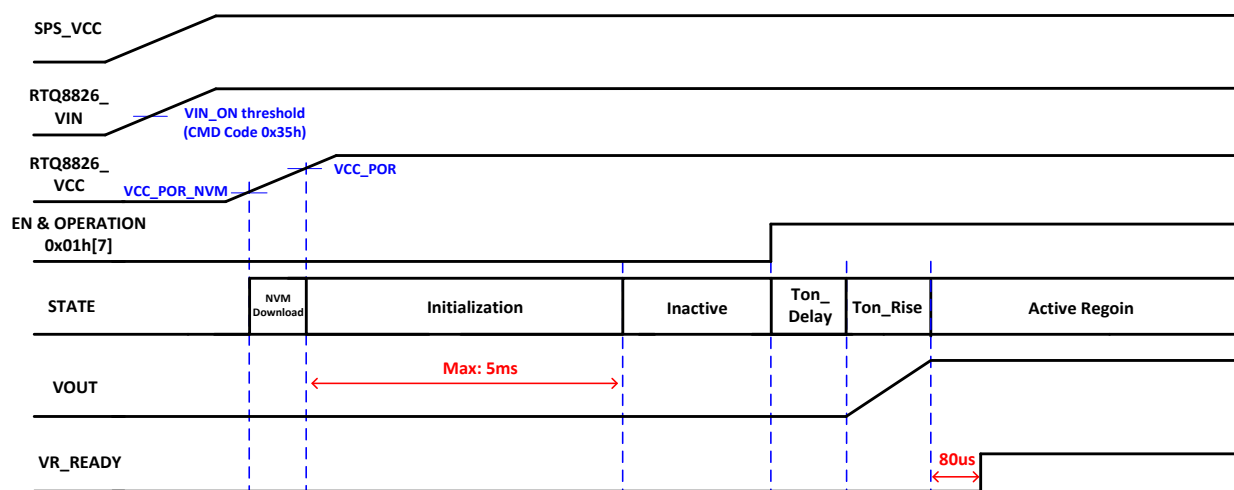 SPS_VCC
RTQ8826_
VIN
VIN_ON threshold
(CMD Code 0x35h)
RTQ8826_
VCC
VCC_POR_NVM
VCC_POR
EN & OPERATION
0x01h[7]
STATE
NVM
Download
Initialization
Inactive
Ton_
Delay
Ton_Rise
Active Regoin
Max: 5ms
VOUT
VR_READY
80us